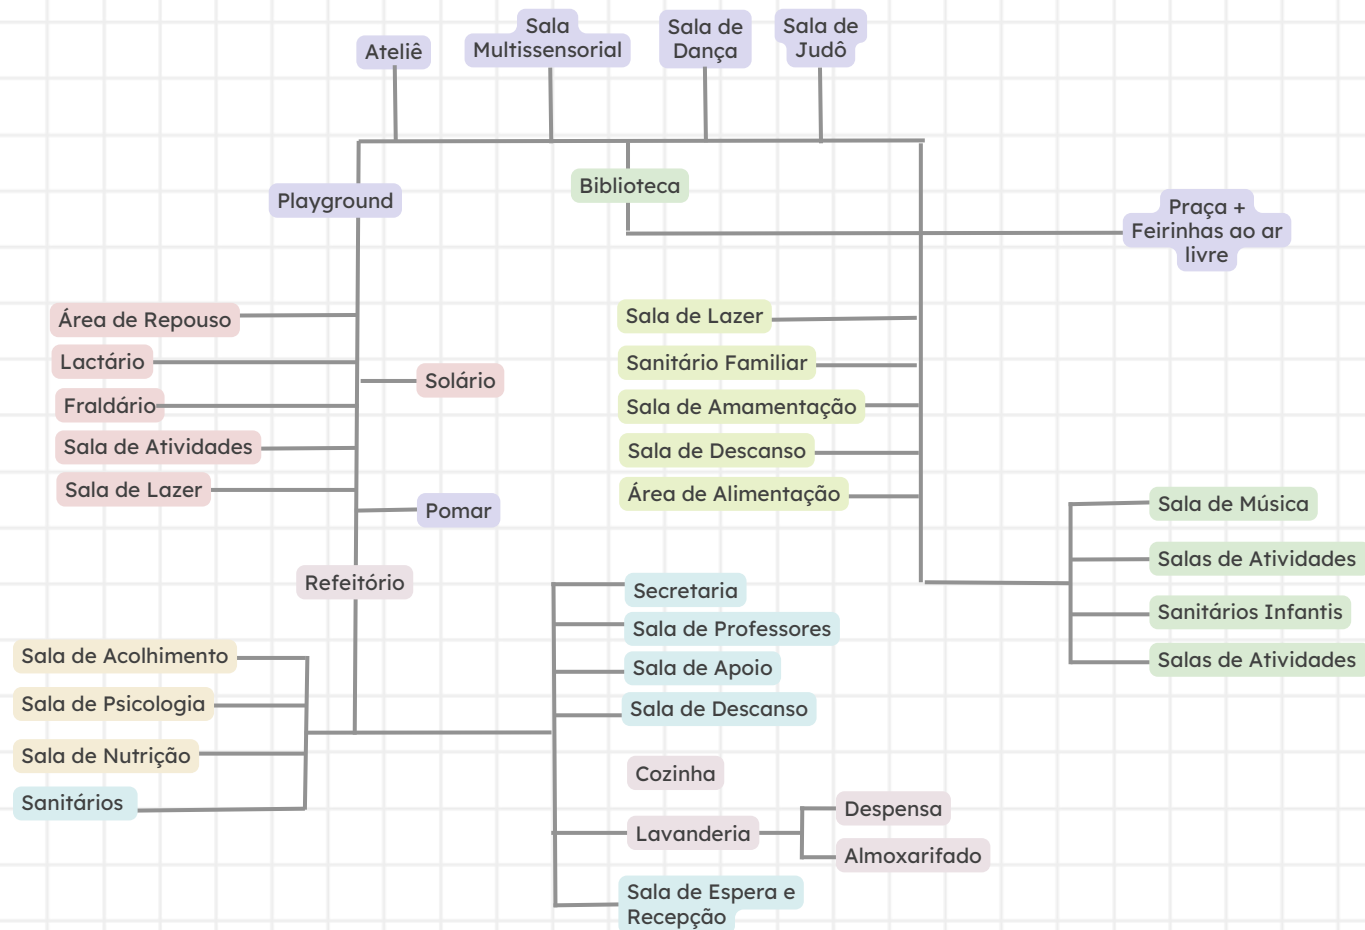 Ateliê
Sala
Multissensorial
Sala de
Dança
Sala de
Judô
Biblioteca
Playground
Praça +
Feirinhas ao ar
livre
Área de Repouso
Lactário
Fraldário
Sala de Atividades
Sala de Lazer
Solário
Pomar
Sala de Lazer
Sanitário Familiar
Sala de Amamentação
Sala de Descanso
Área de Alimentação
Sala de Música
Salas de Atividades
Sanitários Infantis
Salas de Atividades
Refeitório
Sala de Acolhimento
Sala de Psicologia
Sala de Nutrição
Sanitários
Secretaria
Sala de Professores
Sala de Apoio
Sala de Descanso
Cozinha
Lavanderia
Despensa
Almoxarifado
Sala de Espera e
Recepção